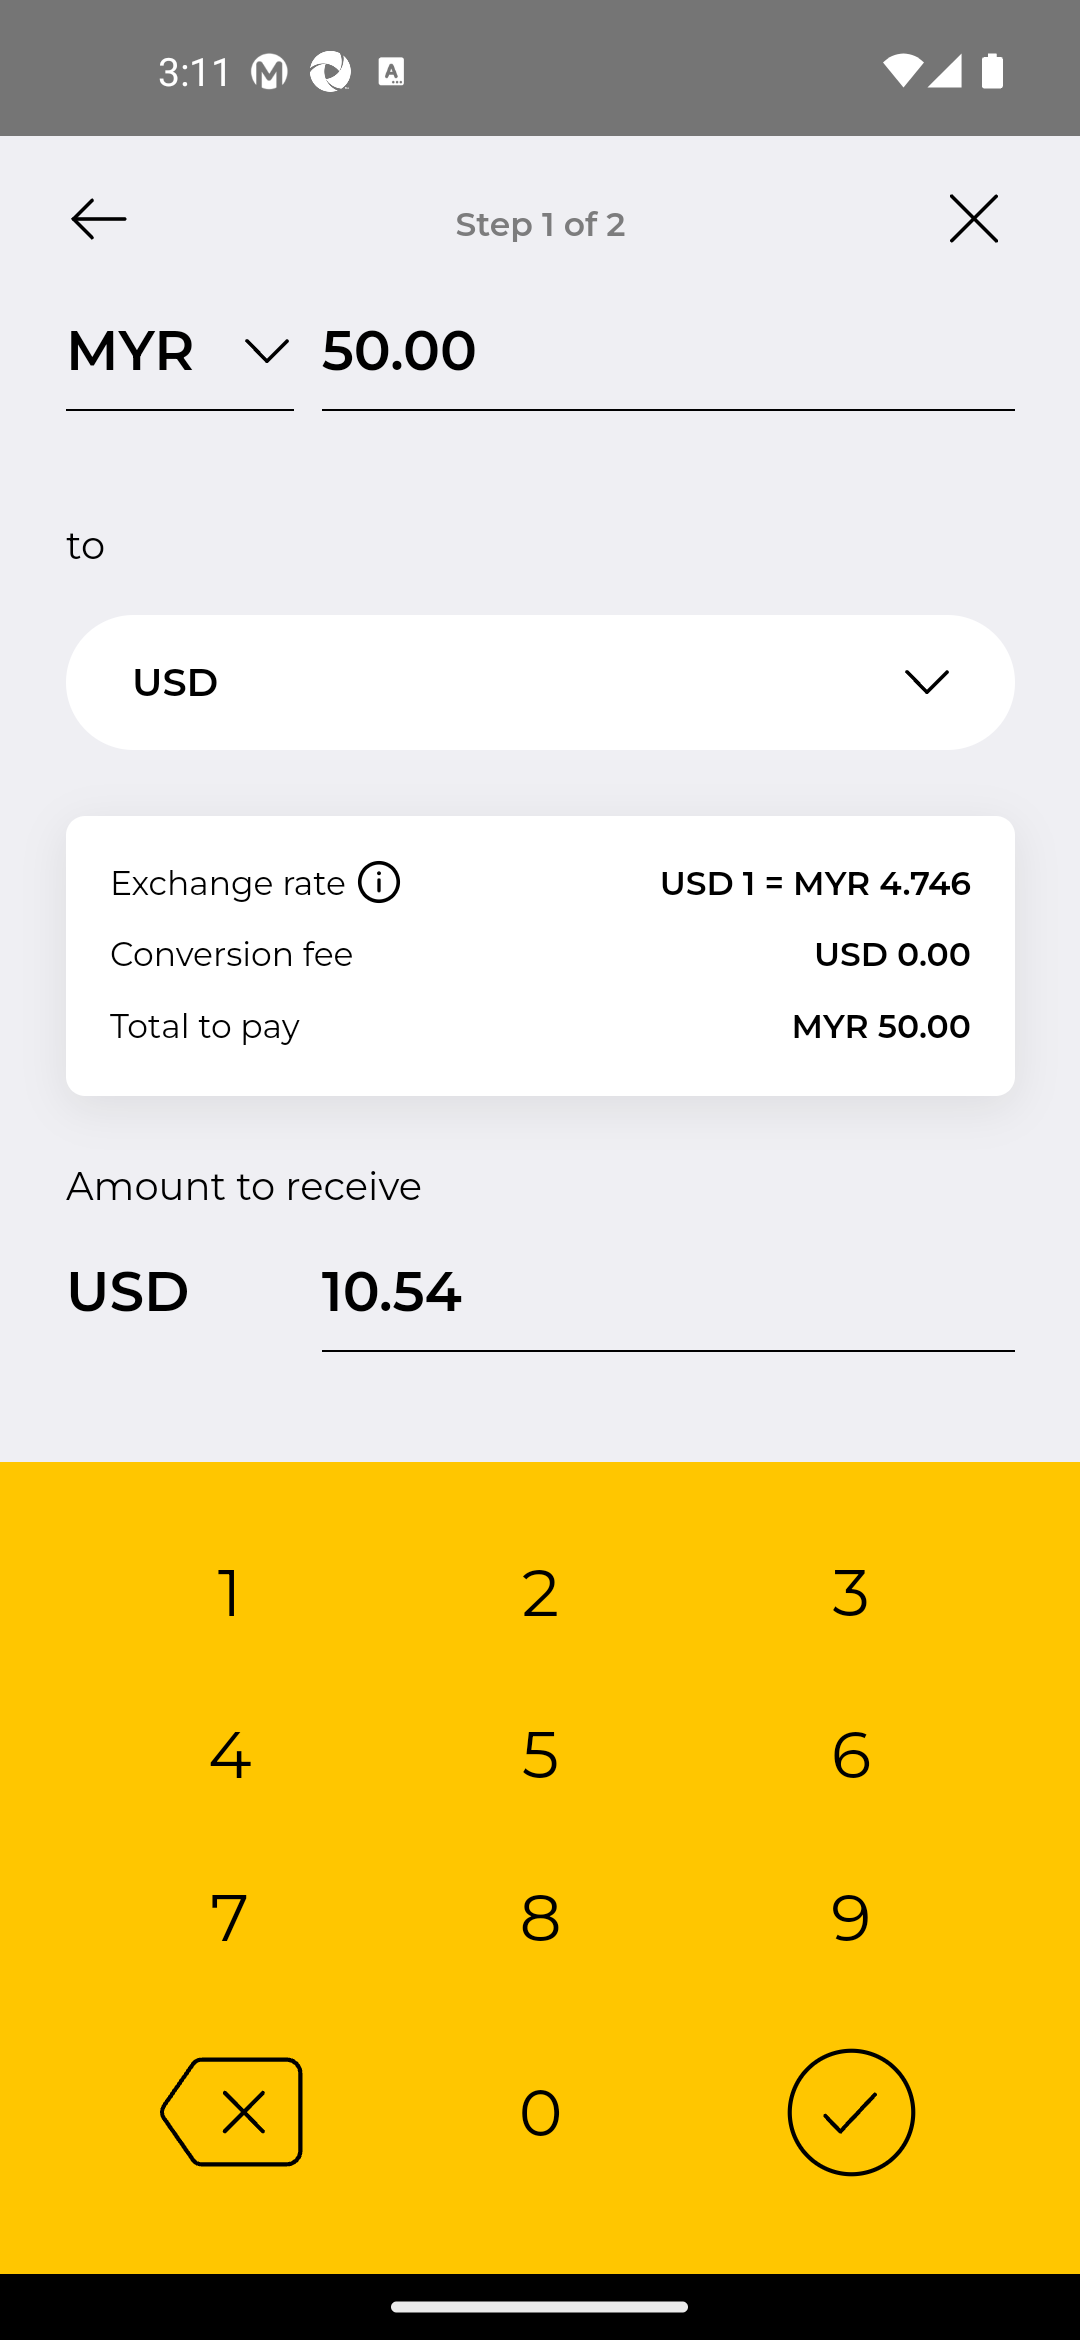 3:11
Step 1 of 2
MYR 50.00
to
USD
Exchange rate USD 1 = MYR 4.746
Conversion fee USD 0.00
Total to pay MYR 50.00
Amount to receive
USD 10.54
1 2 3
4 5 6
7 8 9
0